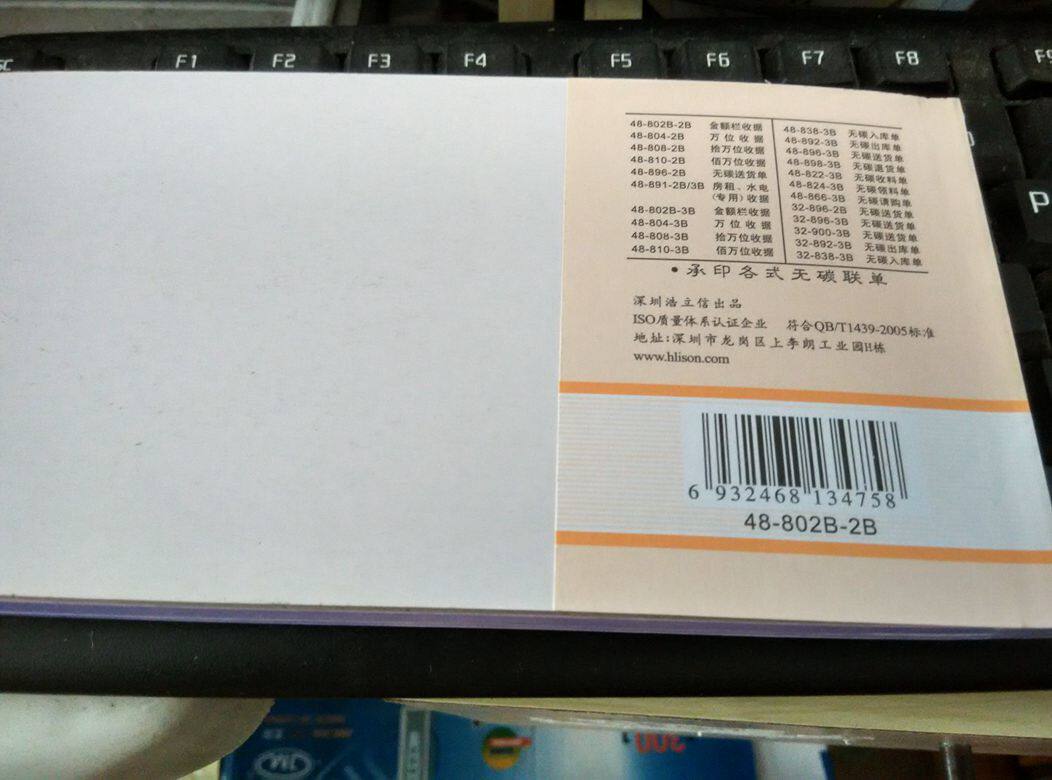 sc F1 F2 F3 F4 F5 F6 F7 F8 F9
P
48-802B-2B 金额栏收据
48-804-2B 万位收据
48-808-2B 拾万位收据
48-810-2B 佰万位收据
48-896-2B 无碳送货单
48-891-2B/3B 房租、水电
(专用)收据
48-802B-3B 金额栏收据
48-804-3B 万位收据
48-808-3B 拾万位收据
48-810-3B 佰万位收据
48-838-3B 无碳入库单
48-892-3B 无碳出库单
48-896-3B 无碳送货单
48-898-3B 无碳退货单
48-822-3B 无碳收料单
48-824-3B 无碳领料单
48-866-3B 无碳请购单
32-896-2B 无碳送货单
32-896-3B 无碳送货单
32-900-3B 无碳送货单
32-892-3B 无碳出库单
32-838-3B 无碳入库单
•承印各式无碳联单
深圳浩立信出品
ISO质量体系认证企业 符合QB/T1439-2005标准
地址:深圳市龙岗区上李朗工业园H栋
www.hlison.com
6 932468 134758
48-802B-2B
300